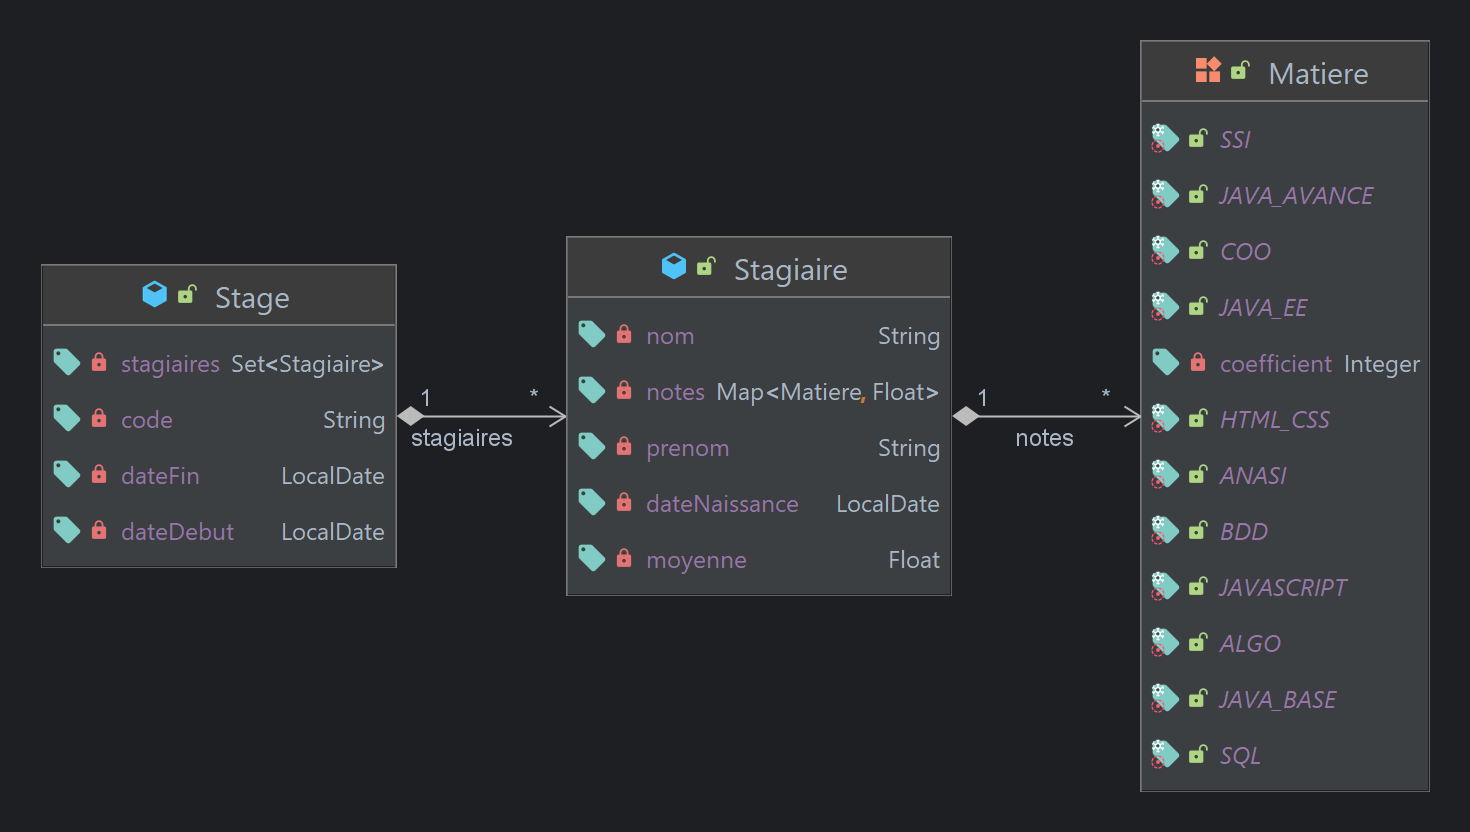 Stage
stagiaires Set<Stagiaire>
code String
dateFin LocalDate
dateDebut LocalDate
1 *
stagiaires
Stagiaire
nom String
notes Map<Matiere, Float>
prenom String
dateNaissance LocalDate
moyenne Float
1 *
notes
Matiere
SSI
JAVA_AVANCE
COO
JAVA_EE
coefficient Integer
HTML_CSS
ANASI
BDD
JAVASCRIPT
ALGO
JAVA_BASE
SQL